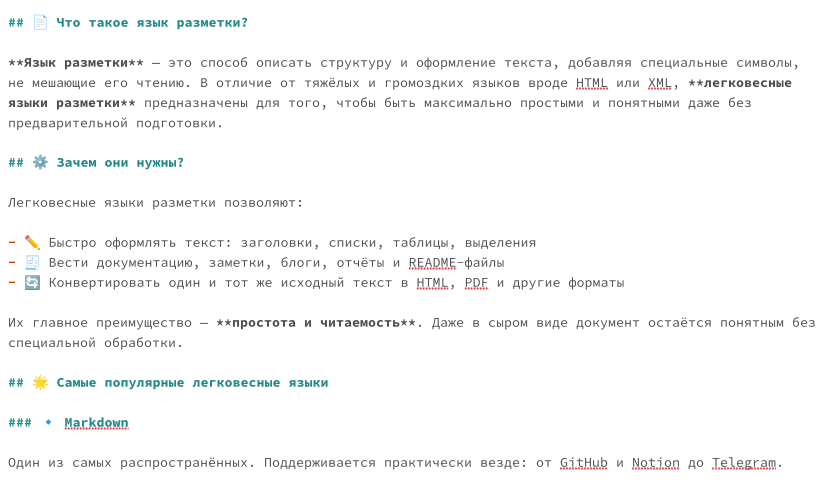 ## 📄 Что такое язык разметки?
**Язык разметки** — это способ описать структуру и оформление текста, добавляя специальные символы,
не мешающие его чтению. В отличие от тяжёлых и громоздких языков вроде HTML или XML, **легковесные
языки разметки** предназначены для того, чтобы быть максимально простыми и понятными даже без
предварительной подготовки.
## ⚙️ Зачем они нужны?
Легковесные языки разметки позволяют:
- ✏️ Быстро оформлять текст: заголовки, списки, таблицы, выделения
- 🧾 Вести документацию, заметки, блоги, отчёты и README-файлы
- 🔄 Конвертировать один и тот же исходный текст в HTML, PDF и другие форматы
Их главное преимущество — **простота и читаемость**. Даже в сыром виде документ остаётся понятным без
специальной обработки.
## 🌟 Самые популярные легковесные языки
### 🔹 Markdown
Один из самых распространённых. Поддерживается практически везде: от GitHub и Notion до Telegram.